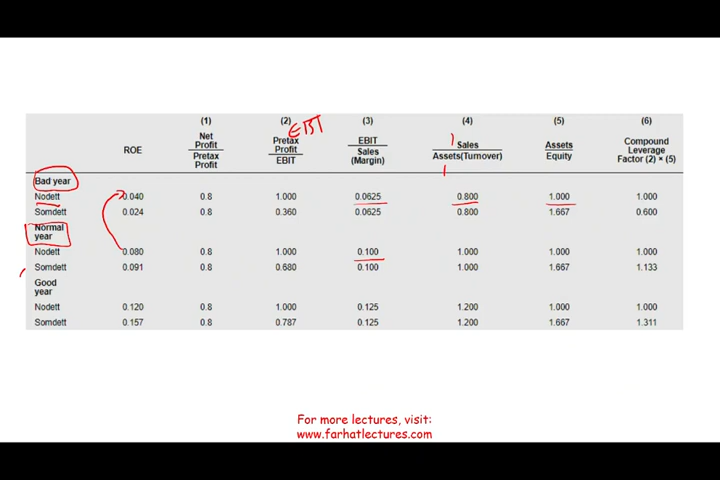 (1) (2) (3) (4) (5) (6)
EBT
ROE Net Profit Pretax Profit Pretax Profit EBIT EBIT Sales (Margin) Sales Assets(Turnover) Assets Equity Compound Leverage Factor (2) × (5)
Bad year
Nodett 0.040 0.8 1.000 0.0625 0.800 1.000 1.000
Somdett 0.024 0.8 0.360 0.0625 0.800 1.667 0.600
Normal
year
Nodett 0.080 0.8 1.000 0.100 1.000 1.000 1.000
Somdett 0.091 0.8 0.680 0.100 1.000 1.667 1.133
Good
year
Nodett 0.120 0.8 1.000 0.125 1.200 1.000 1.000
Somdett 0.157 0.8 0.787 0.125 1.200 1.667 1.311
For more lectures, visit:
www.farhatlectures.com